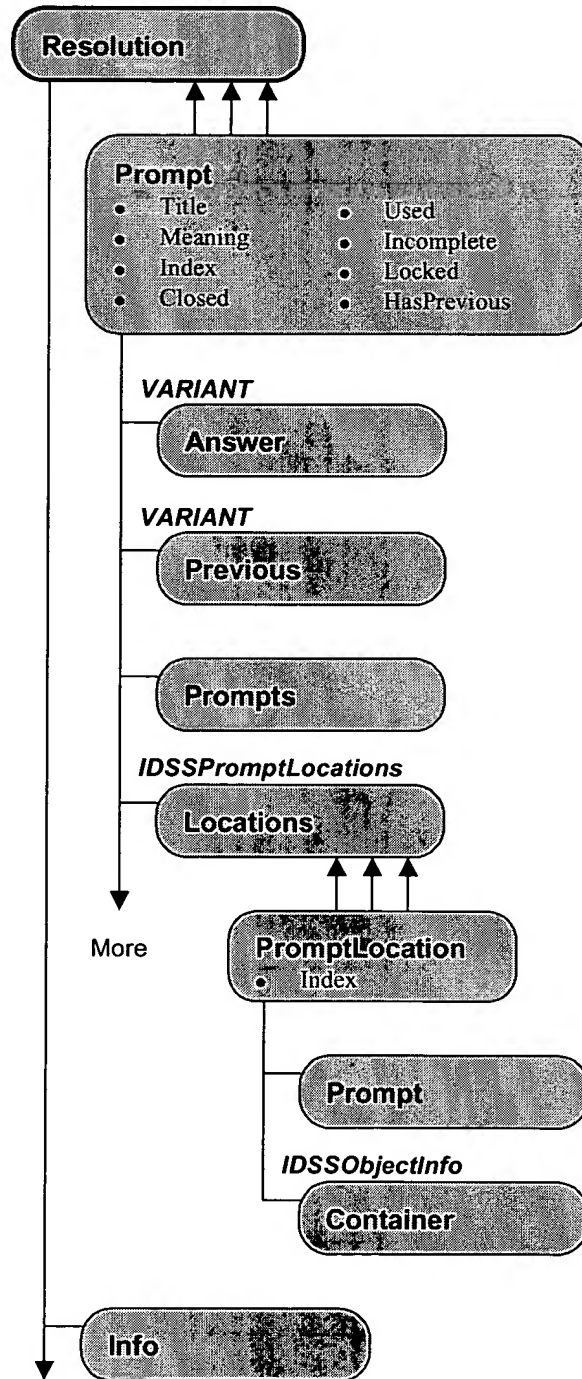 Resolution
Prompt
• Title
• Meaning
• Index
• Closed
• Used
• Incomplete
• Locked
• HasPrevious
VARIANT
Answer
VARIANT
Previous
Prompts
IDSSPromptLocations
Locations
More
PromptLocation
• Index
Prompt
IDSSObjectInfo
Container
Info